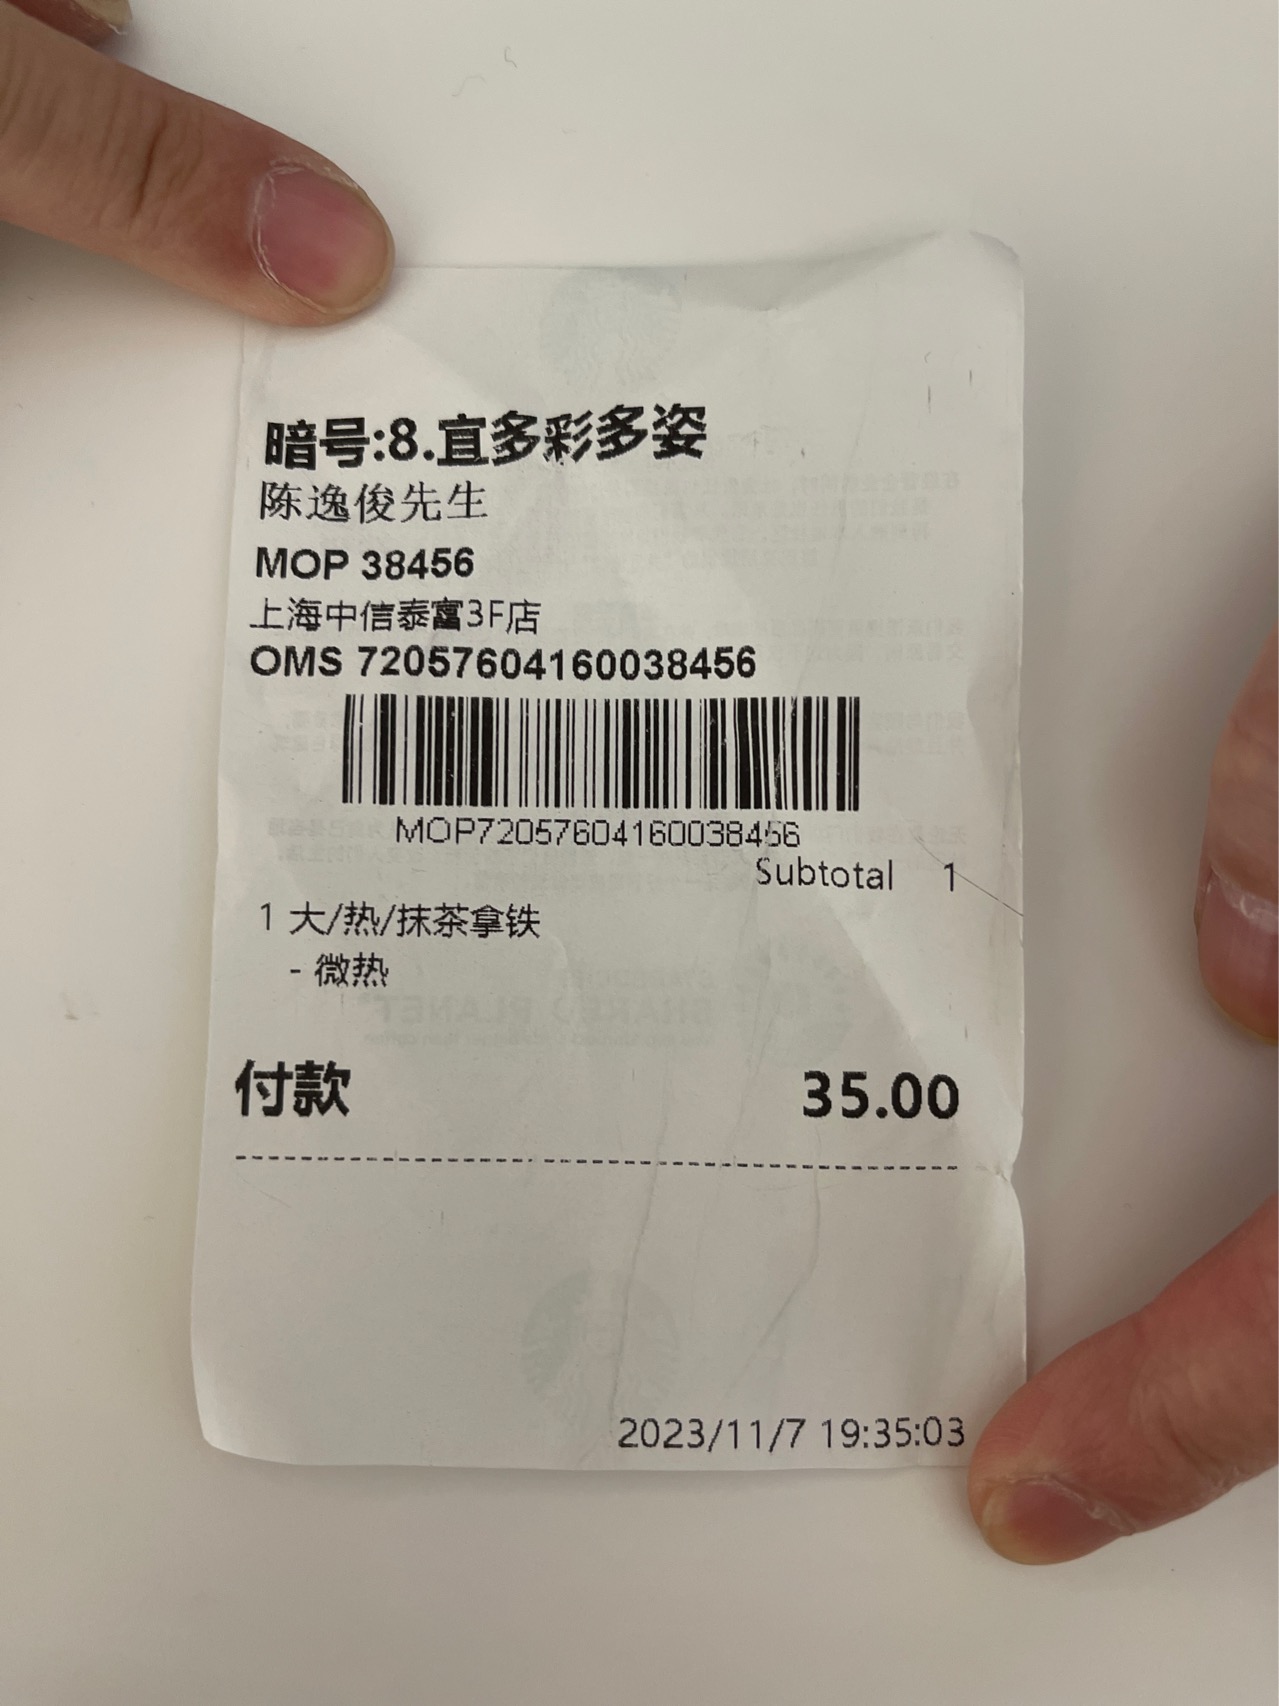 暗号:8.宜多彩多姿
陈逸俊先生
MOP 38456
上海中信泰富3F店
OMS 72057604160038456
MOP72057604160038456
Subtotal 1
1 大/热/抹茶拿铁
- 微热
付款 35.00
2023/11/7 19:35:03